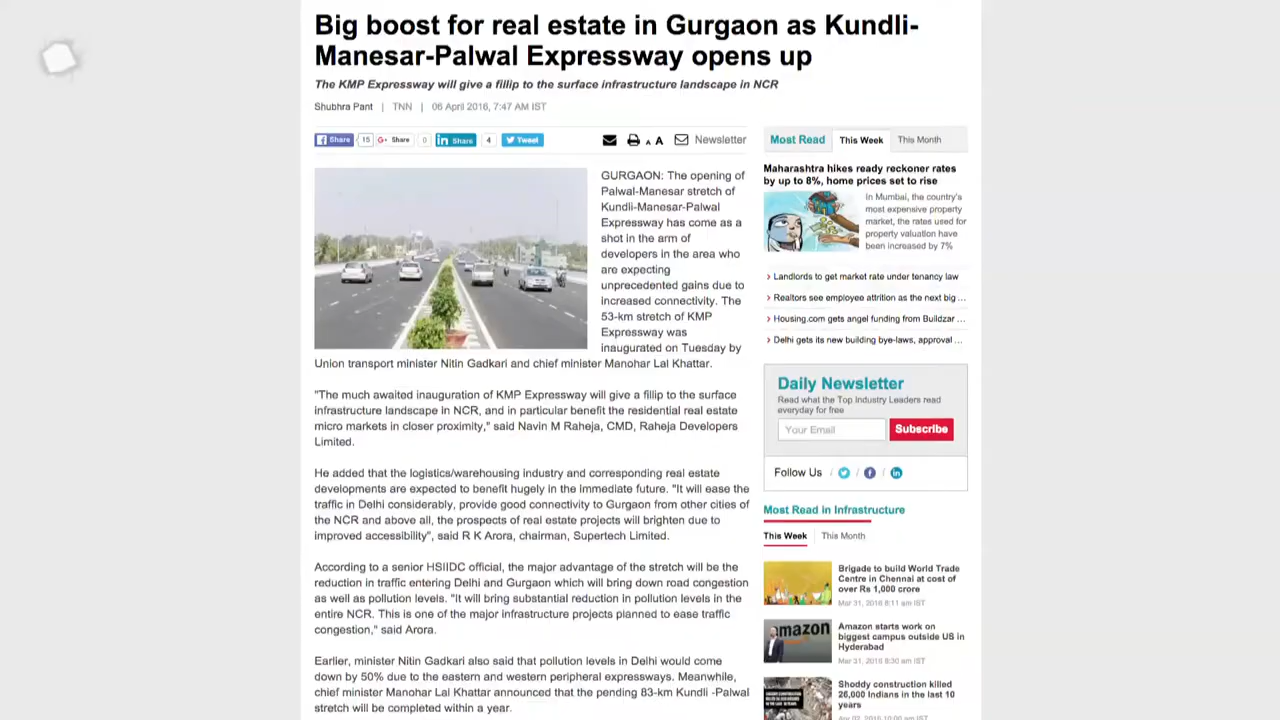 Big boost for real estate in Gurgaon as Kundli-
Manesar-Palwal Expressway opens up
The KMP Expressway will give a fillip to the surface infrastructure landscape in NCR
Shubhra Pant | TNN | 06 April 2016, 7:47 AM IST
Share 15 Share 0 Share 4 Tweet
A A Newsletter
GURGAON: The opening of
Palwal-Manesar stretch of
Kundli-Manesar-Palwal
Expressway has come as a
shot in the arm of
developers in the area who
are expecting
unprecedented gains due to
increased connectivity. The
53-km stretch of KMP
Expressway was
inaugurated on Tuesday by
Union transport minister Nitin Gadkari and chief minister Manohar Lal Khattar.
"The much awaited inauguration of KMP Expressway will give a fillip to the surface
infrastructure landscape in NCR, and in particular benefit the residential real estate
micro markets in closer proximity," said Navin M Raheja, CMD, Raheja Developers
Limited.
He added that the logistics/warehousing industry and corresponding real estate
developments are expected to benefit hugely in the immediate future. "It will ease the
traffic in Delhi considerably, provide good connectivity to Gurgaon from other cities of
the NCR and above all, the prospects of real estate projects will brighten due to
improved accessibility", said R K Arora, chairman, Supertech Limited.
According to a senior HSIIDC official, the major advantage of the stretch will be the
reduction in traffic entering Delhi and Gurgaon which will bring down road congestion
as well as pollution levels. "It will bring substantial reduction in pollution levels in the
entire NCR. This is one of the major infrastructure projects planned to ease traffic
congestion," said Arora.
Earlier, minister Nitin Gadkari also said that pollution levels in Delhi would come
down by 50% due to the eastern and western peripheral expressways. Meanwhile,
chief minister Manohar Lal Khattar announced that the pending 83-km Kundli -Palwal
stretch will be completed within a year.
Most Read This Week This Month
Maharashtra hikes ready reckoner rates
by up to 8%, home prices set to rise
In Mumbai, the country's
most expensive property
market, the rates used for
property valuation have
been increased by 7%
Landlords to get market rate under tenancy law
Realtors see employee attrition as the next big ...
Housing.com gets angel funding from Buildzar ...
Delhi gets its new building bye-laws, approval ...
Daily Newsletter
Read what the Top Industry Leaders read
everyday for free
Your Email Subscribe
Follow Us / / /
Most Read in Infrastructure
This Week This Month
Brigade to build World Trade
Centre in Chennai at cost of
over Rs 1,000 crore
Mar 31, 2016 8:11 am IST
amazon
Amazon starts work on
biggest campus outside US in
Hyderabad
Mar 31, 2016 8:30 am IST
Shoddy construction killed
26,000 Indians in the last 10
years